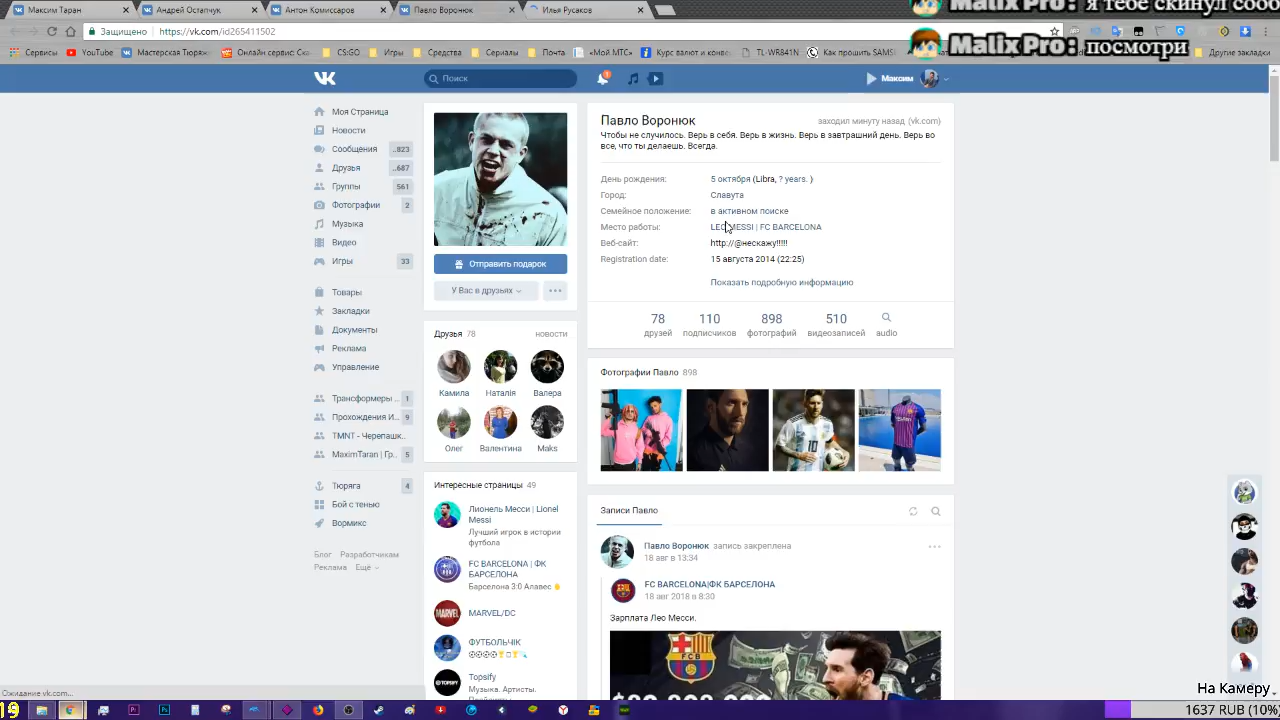 Максим Таран
Андрей Остапчук
Антон Комиссаров
Павло Воронюк
Илья Русаков
Malix Pro : я тебе скинул сооб
Защищено https://vk.com/id265411502
Malix Pro : посмотри
Сервисы
YouTube
Мастерская Тюряж
Онлайн Сервис Со
Игры
Средства
Сериалы
Почта
«Мой МТС»
Курс валют и конв
TL-WR841N
Как прошить SAMS
Другие закладки
Поиск
1
Максим
Моя Страница
Новости
Сообщения ..823
Друзья ..687
Группы 561
Фотографии 2
Музыка
Видео
Игры 33
Товары
Закладки
Документы
Реклама
Управление
Трансформеры ... 1
Прохождения И... 9
TMNT - Черепашк...
MaximTaran | Гр... 5
Тюряга 4
Бой с тенью
Вормикс
Блог Разработчикам
Реклама Ещё
Отправить подарок
У Вас в друзьях
Друзья 78 новости
Камила Наталія Валера
Олег Валентина Maks
Интересные страницы 49
Лионель Месси | Lionel
Messi
Лучший игрок в истории
футбола
FC BARCELONA | ФК
БАРСЕЛОНА
Барселона 3:0 Алавес
MARVEL
MARVEL/DC
ФУТБОЛЬЧІК
TOPSIFY
Topsify
Музыка. Артисты.
Павло Воронюк заходил минуту назад (vk.com)
Чтобы не случилось. Верь в себя. Верь в жизнь. Верь в завтрашний день. Верь во
все, что ты делаешь. Всегда.
День рождения: 5 октября (Libra, ? years. )
Город: Славута
Семейное положение: в активном поиске
Место работы: LEO MESSI | FC BARCELONA
Веб-сайт: http://@нескажу!!!!!
Registration date: 15 августа 2014 (22:25)
Показать подробную информацию
78 110 898 510
друзей подписчиков фотографий видеозаписей audio
Фотографии Павло 898
10
Записи Павло
Павло Воронюк запись закреплена
18 авг в 13:34
FC BARCELONA|ФК БАРСЕЛОНА
18 авг 2018 в 8:30
Зарплата Лео Месси.
FCB
Ожидание vk.com...
На Камеру
19
1637 RUB (10%)